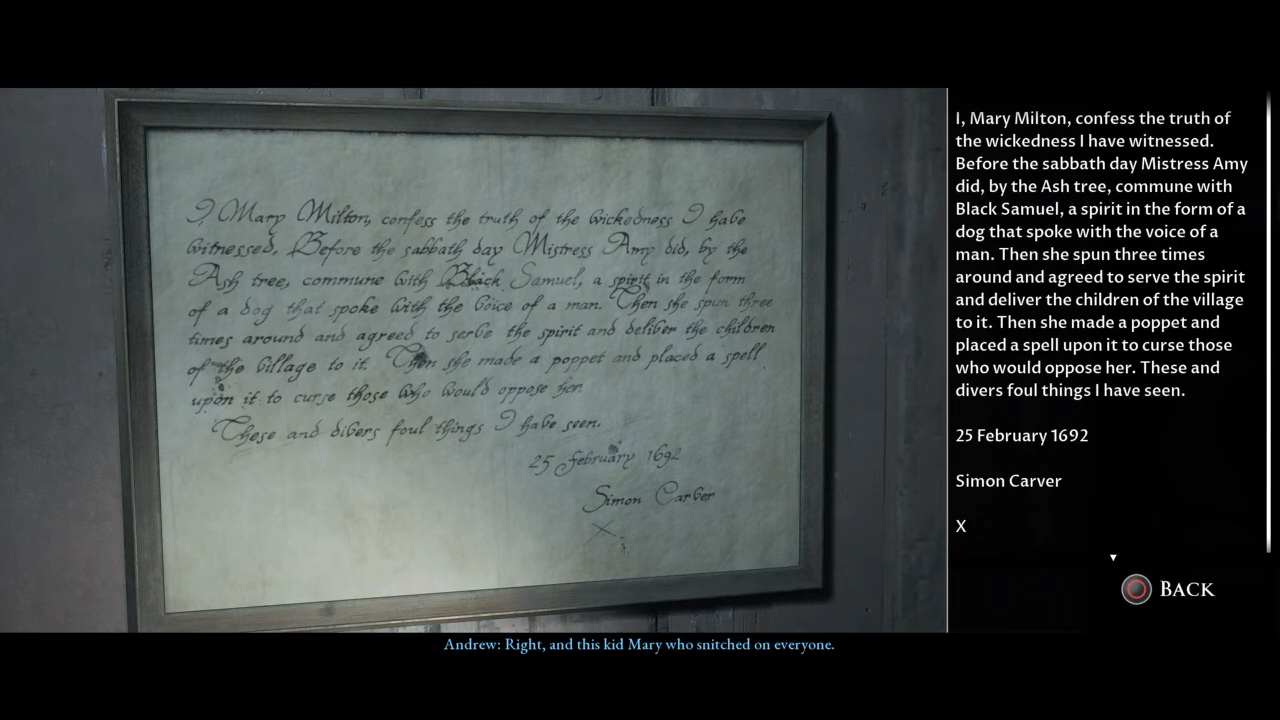 I, Mary Milton, confess the truth of the wickedness I have
witnessed. Before the sabbath day Mistress Amy did, by the
Ash tree, commune with Black Samuel, a spirit in the form
of a dog that spoke with the voice of a man. Then she spun three
times around and agreed to serve the spirit and deliver the children
of the village to it. Then she made a poppet and placed a spell
upon it to curse those who would oppose her.
These and divers foul things I have seen.
25 February 1692
Simon Carver
X
I, Mary Milton, confess the truth of
the wickedness I have witnessed.
Before the sabbath day Mistress Amy
did, by the Ash tree, commune with
Black Samuel, a spirit in the form of a
dog that spoke with the voice of a
man. Then she spun three times
around and agreed to serve the spirit
and deliver the children of the village
to it. Then she made a poppet and
placed a spell upon it to curse those
who would oppose her. These and
divers foul things I have seen.
25 February 1692
Simon Carver
X
BACK
Andrew: Right, and this kid Mary who snitched on everyone.